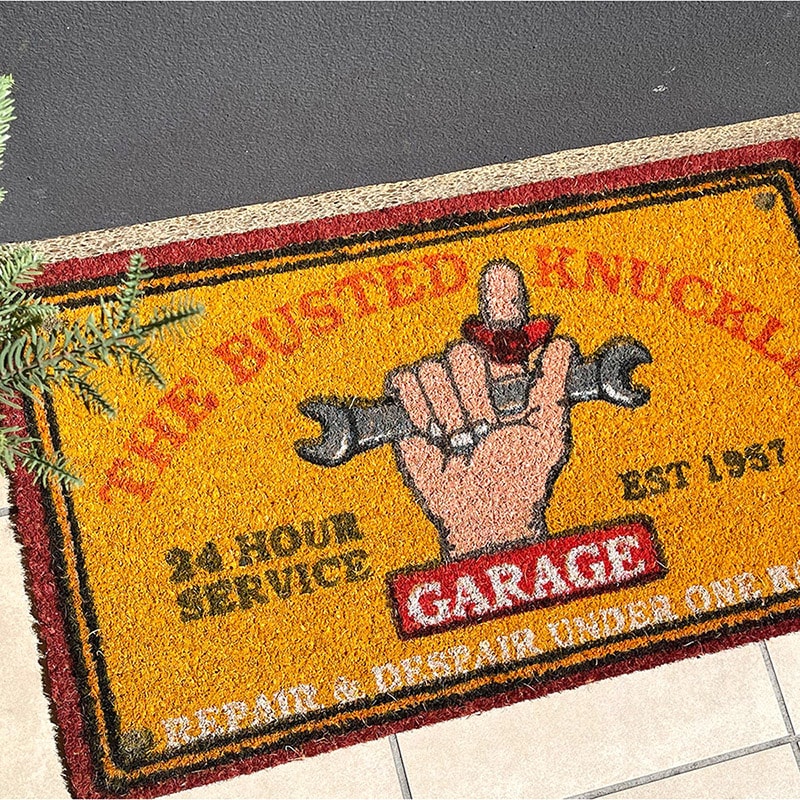 THE BUSTED KNUCKL
24 HOUR
SERVICE
EST 1957
GARAGE
REPAIR & DESPAIR UNDER ONE